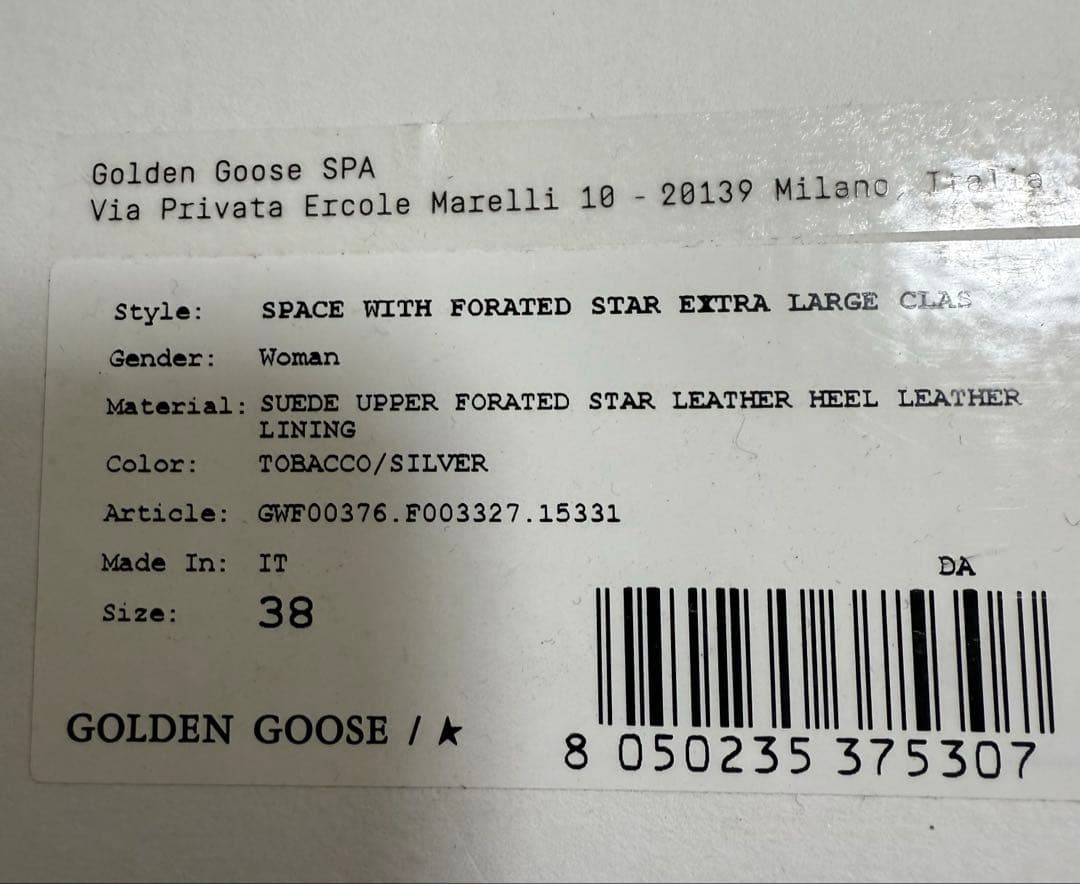 Golden Goose SPA
Via Privata Ercole Marelli 10 - 20139 Milano, Italia
Style: SPACE WITH FORATED STAR EXTRA LARGE CLAS
Gender: Woman
Material: SUEDE UPPER FORATED STAR LEATHER HEEL LEATHER
LINING
Color: TOBACCO/SILVER
Article: GWF00376.F003327.15331
Made In: IT
DA
Size: 38
GOLDEN GOOSE / ★
8 050235 375307